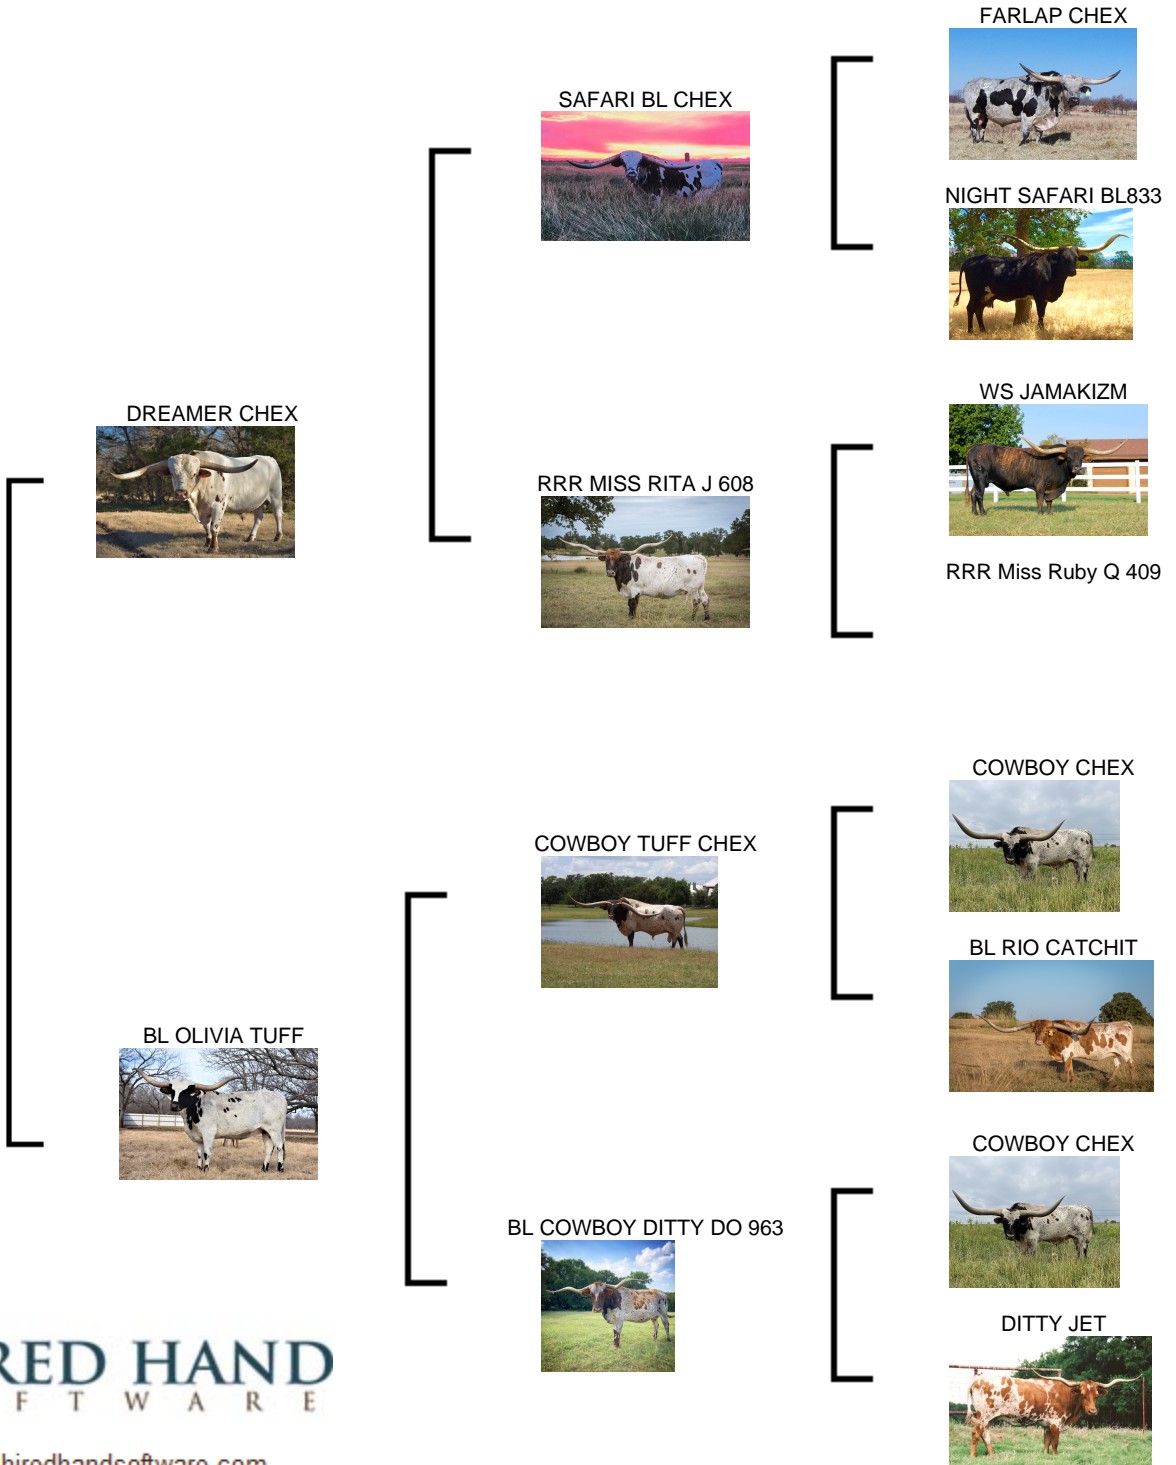 FARLAP CHEX
SAFARI BL CHEX
NIGHT SAFARI BL833
DREAMER CHEX
WS JAMAKIZM
RRR MISS RITA J 608
RRR Miss Ruby Q 409
COWBOY CHEX
COWBOY TUFF CHEX
BL RIO CATCHIT
BL OLIVIA TUFF
COWBOY CHEX
BL COWBOY DITTY DO 963
DITTY JET
RED HAND
F T W A R E
hiredhandsoftware.com